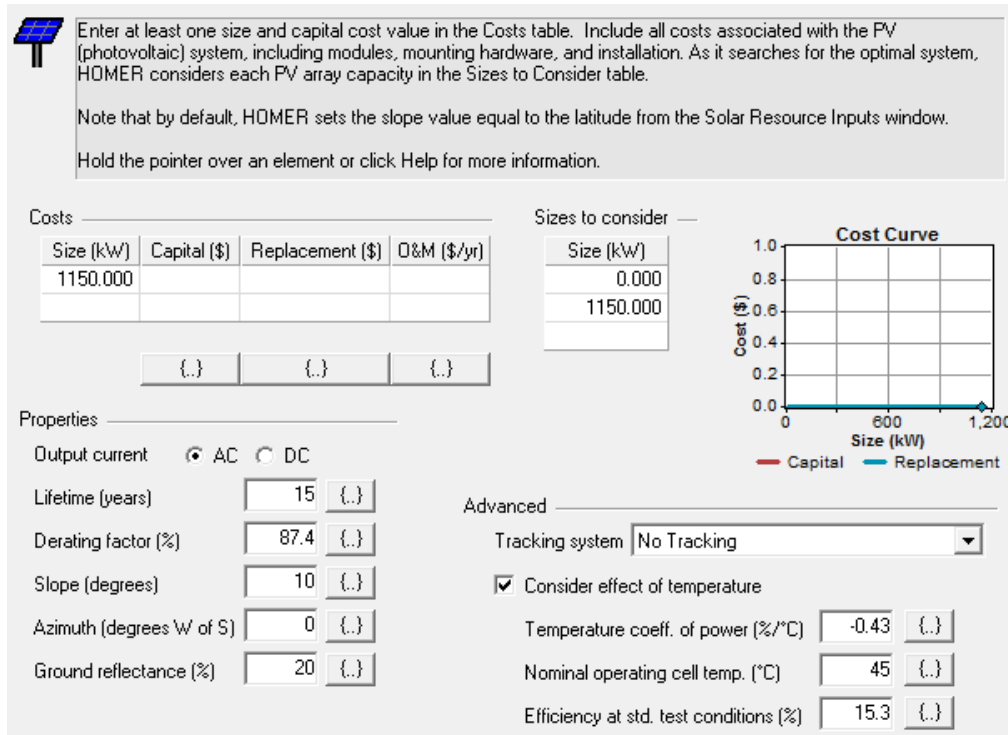 Enter at least one size and capital cost value in the Costs table. Include all costs associated with the PV
(photovoltaic) system, including modules, mounting hardware, and installation. As it searches for the optimal system,
HOMER considers each PV array capacity in the Sizes to Consider table.
Note that by default, HOMER sets the slope value equal to the latitude from the Solar Resource Inputs window.
Hold the pointer over an element or click Help for more information.
Costs
Size (kW) Capital ($) Replacement ($) O&M ($/yr)
1150.000
{..} {..} {..}
Sizes to consider
Size (kW)
0.000
1150.000
Cost Curve
Cost ($)
1.0
0.8
0.6
0.4
0.2
0.0
0 600 1,200
Size (kW)
Capital Replacement
Properties
Output current AC DC
Lifetime (years) 15 {..}
Derating factor (%) 87.4 {..}
Slope (degrees) 10 {..}
Azimuth (degrees W of S) 0 {..}
Ground reflectance (%) 20 {..}
Advanced
Tracking system No Tracking
Consider effect of temperature
Temperature coeff. of power (%/°C) -0.43 {..}
Nominal operating cell temp. (°C) 45 {..}
Efficiency at std. test conditions (%) 15.3 {..}